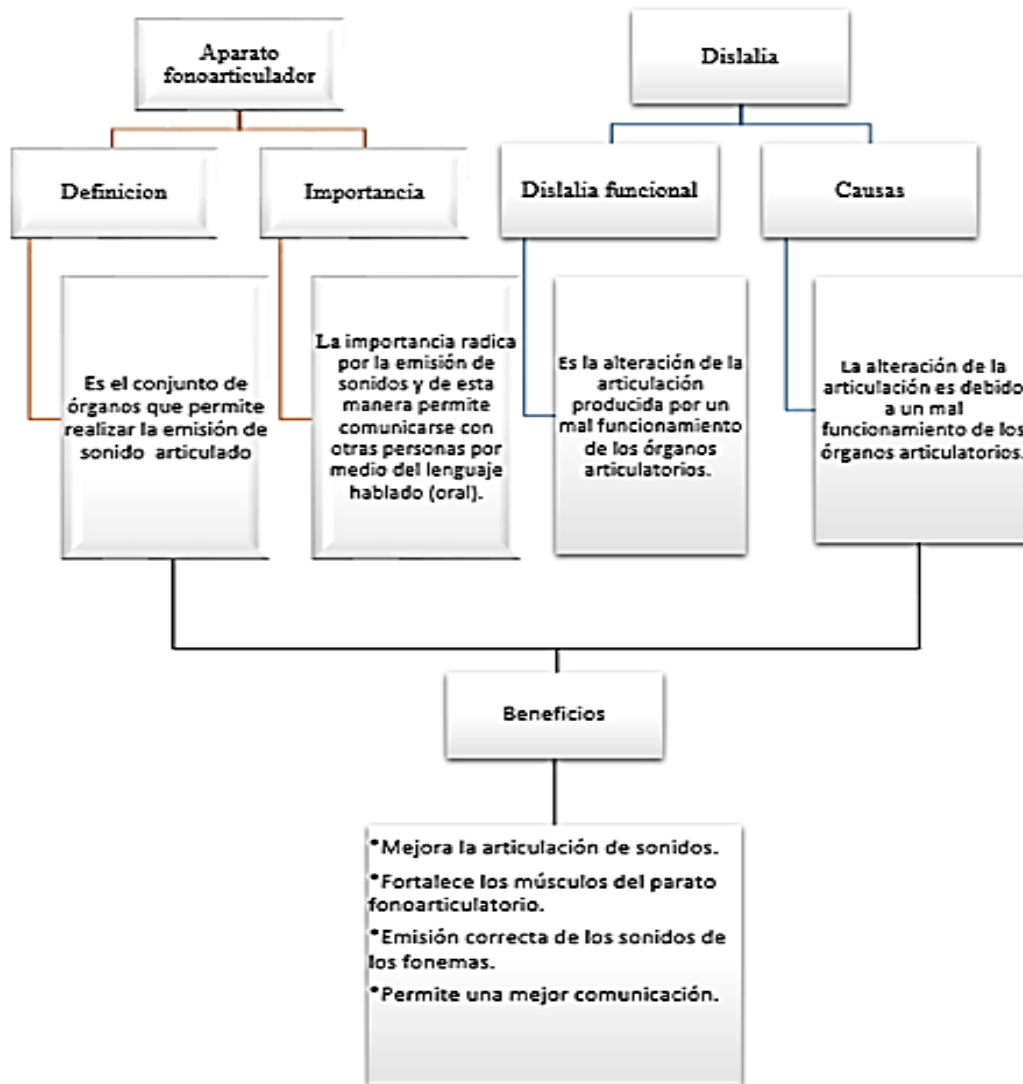 Aparato
fonoarticulador
Dislalia
Definicion
Importancia
Dislalia funcional
Causas
Es el conjunto de
órganos que permite
realizar la emisión de
sonido articulado
La importancia radica
por la emisión de
sonidos y de esta
manera permite
comunicarse con
otras personas por
medio del lenguaje
hablado (oral).
Es la alteración de la
articulación
producida por un
mal funcionamiento
de los órganos
articulatorios.
La alteración de la
articulación es debido
a un mal
funcionamiento de los
órganos articulatorios.
Beneficios
*Mejora la articulación de sonidos.
*Fortalece los músculos del parato
fonoarticulatorio.
*Emisión correcta de los sonidos de
los fonemas.
*Permite una mejor comunicación.